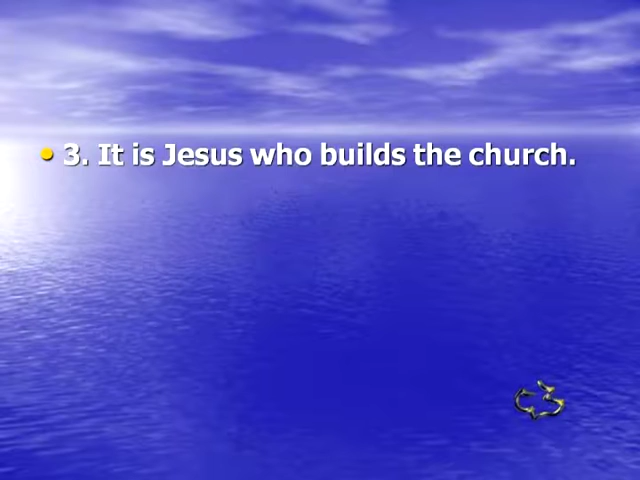 • 3. It is Jesus who builds the church.